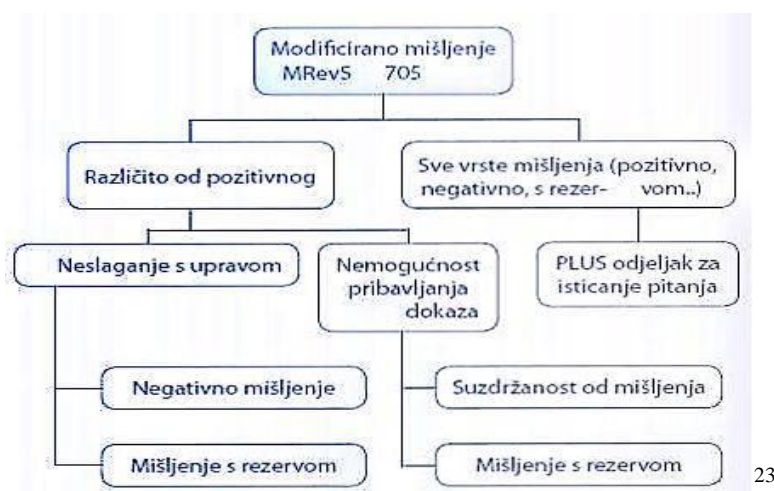 Modificirano mišljenje
MRevS 705
Različito od pozitivnog
Sve vrste mišljenja (pozitivno,
negativno, s rezer- vom..)
Neslaganje s upravom
Nemogućnost
pribavljanja
dokaza
PLUS odjeljak za
isticanje pitanja
Negativno mišljenje
Suzdržanost od mišljenja
Mišljenje s rezervom
Mišljenje s rezervom
23